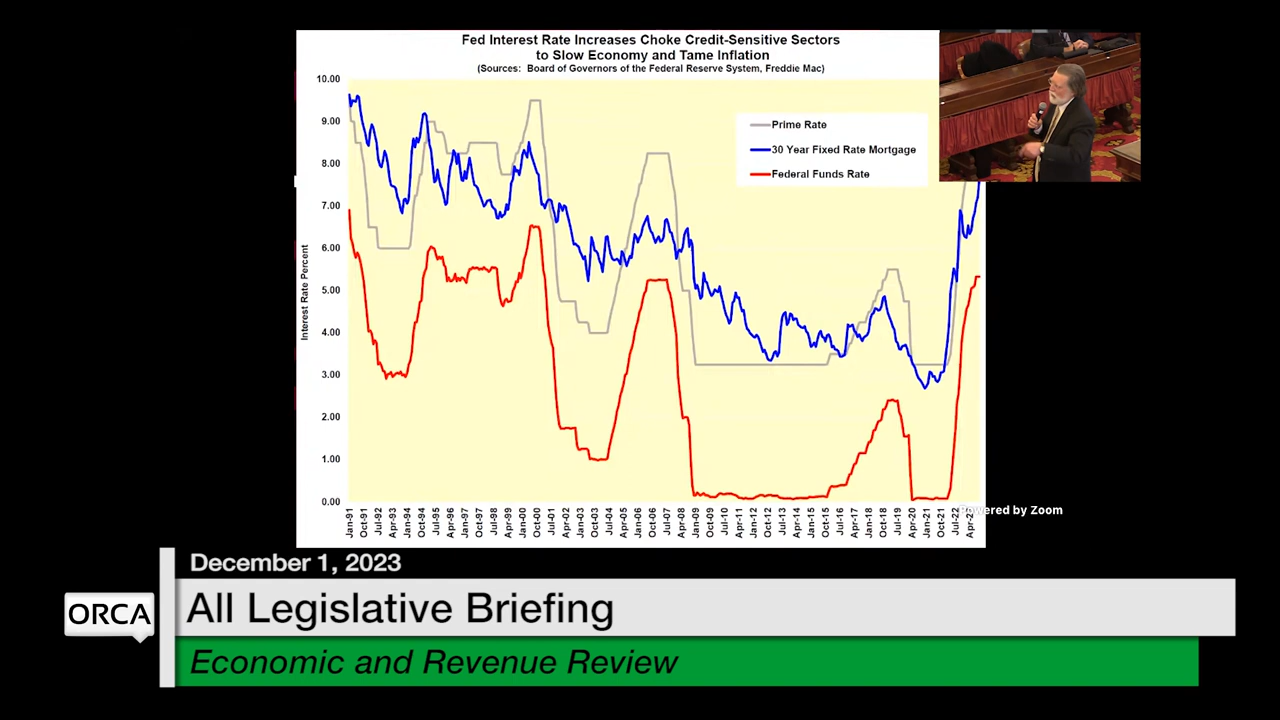 Fed Interest Rate Increases Choke Credit-Sensitive Sectors
to Slow Economy and Tame Inflation
(Sources: Board of Governors of the Federal Reserve System, Freddie Mac)
Prime Rate
30 Year Fixed Rate Mortgage
Federal Funds Rate
Interest Rate Percent
10.00
9.00
8.00
7.00
6.00
5.00
4.00
3.00
2.00
1.00
0.00
Jan-91
Oct-91
Jul-92
Apr-93
Jan-94
Oct-94
Jul-95
Apr-96
Jan-97
Oct-97
Jul-98
Apr-99
Jan-00
Oct-00
Jul-01
Apr-02
Jan-03
Oct-03
Jul-04
Apr-05
Jan-06
Oct-06
Jul-07
Apr-08
Jan-09
Oct-09
Jul-10
Apr-11
Jan-12
Oct-12
Jul-13
Apr-14
Jan-15
Oct-15
Jul-16
Apr-17
Jan-18
Oct-18
Jul-19
Apr-20
Jan-21
Oct-21
Jul-22
Apr-23
Powered by Zoom
December 1, 2023
ORCA
All Legislative Briefing
Economic and Revenue Review